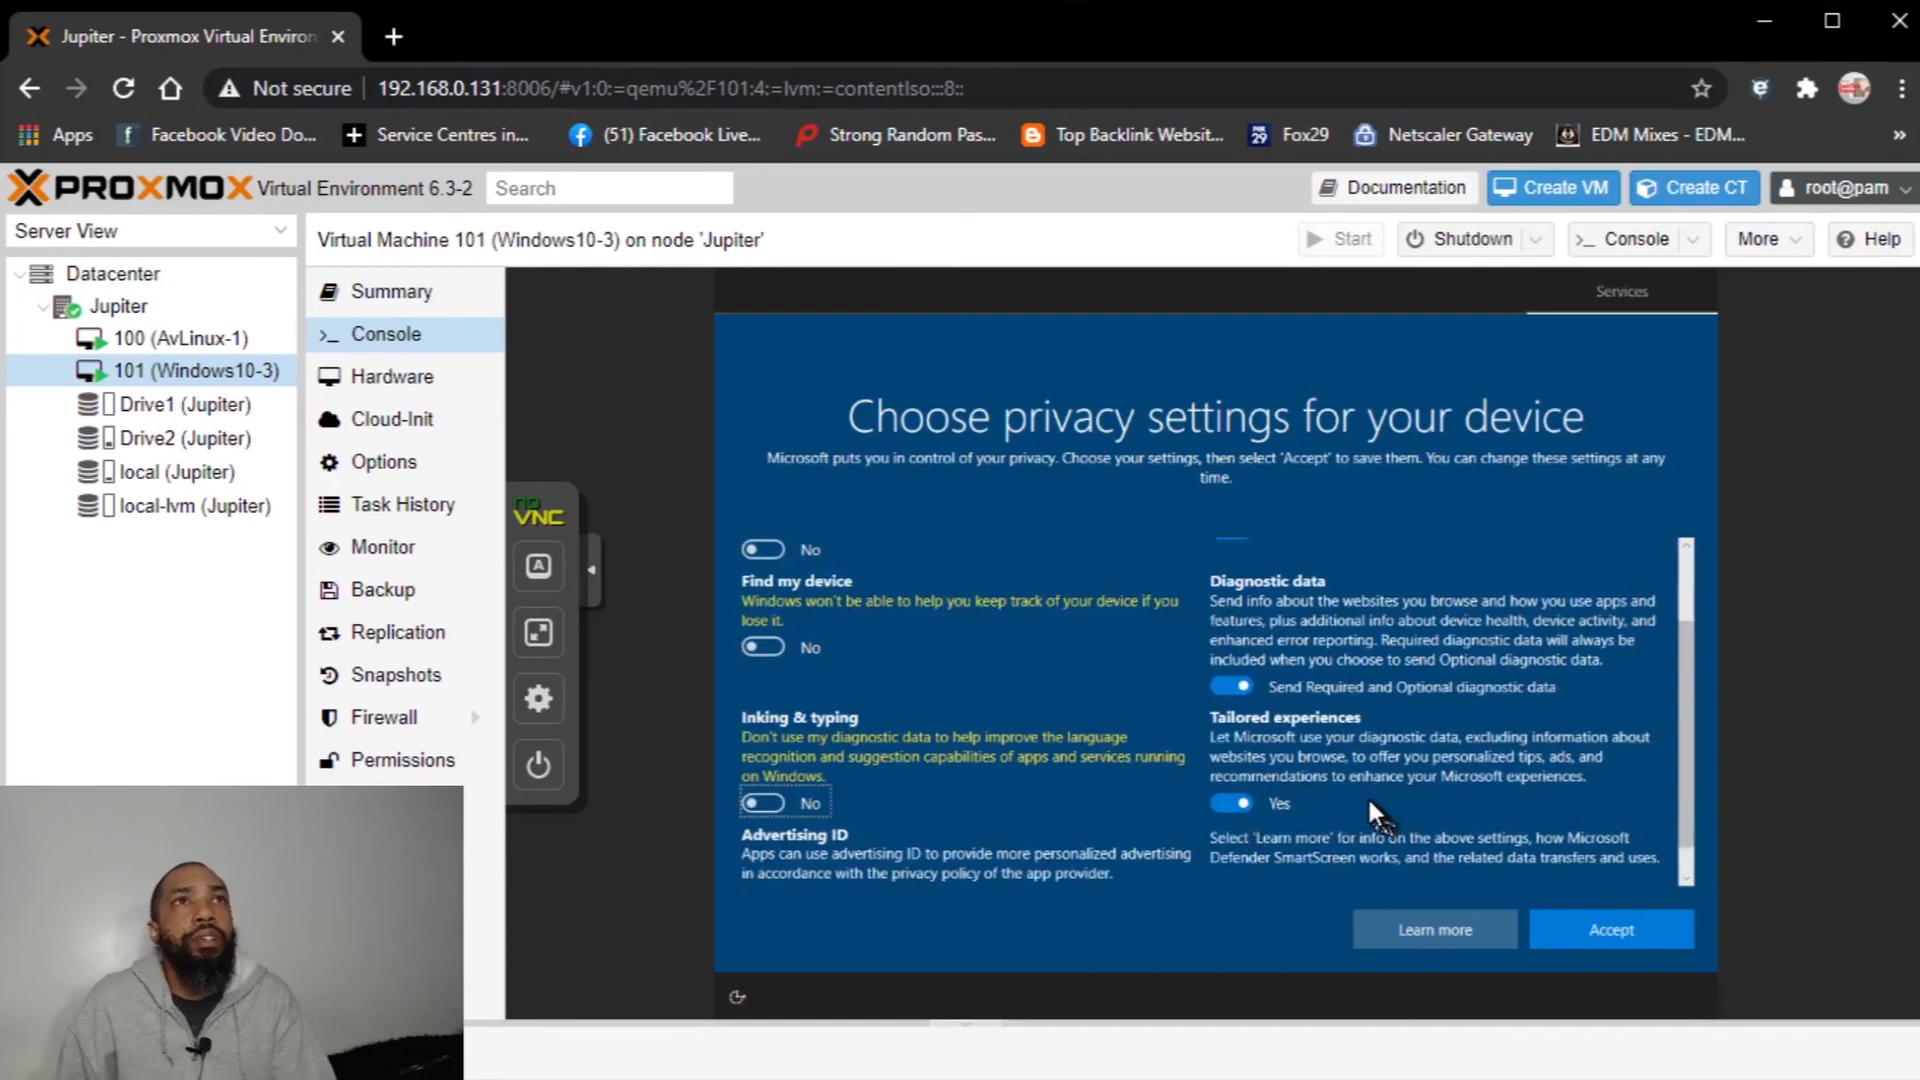 Jupiter - Proxmox Virtual Environ
Not secure
192.168.0.131:8006/#v1:0:=qemu%2F101:4:=lvm:=contentIso:::8::
Apps
Facebook Video Do...
Service Centres in...
(51) Facebook Live...
Strong Random Pas...
Top Backlink Websit...
Fox29
Netscaler Gateway
EDM Mixes - EDM...
»
PROXMOX
Virtual Environment 6.3-2
Search
Documentation
Create VM
Create CT
root@pam
Server View
Virtual Machine 101 (Windows10-3) on node 'Jupiter'
Start
Shutdown
Console
More
Help
Datacenter
Jupiter
100 (AvLinux-1)
101 (Windows10-3)
Drive1 (Jupiter)
Drive2 (Jupiter)
local (Jupiter)
local-lvm (Jupiter)
Summary
Console
Hardware
Cloud-Init
Options
Task History
Monitor
Backup
Replication
Snapshots
Firewall
Permissions
no
VNC
A
Services
Choose privacy settings for your device
Microsoft puts you in control of your privacy. Choose your settings, then select 'Accept' to save them. You can change these settings at any
time.
No
Find my device
Windows won't be able to help you keep track of your device if you
lose it.
No
Inking & typing
Don't use my diagnostic data to help improve the language
recognition and suggestion capabilities of apps and services running
on Windows.
No
Advertising ID
Apps can use advertising ID to provide more personalized advertising
in accordance with the privacy policy of the app provider.
Diagnostic data
Send info about the websites you browse and how you use apps and
features, plus additional info about device health, device activity, and
enhanced error reporting. Required diagnostic data will always be
included when you choose to send Optional diagnostic data.
Send Required and Optional diagnostic data
Tailored experiences
Let Microsoft use your diagnostic data, excluding information about
websites you browse, to offer you personalized tips, ads, and
recommendations to enhance your Microsoft experiences.
Yes
Select 'Learn more' for info on the above settings, how Microsoft
Defender SmartScreen works, and the related data transfers and uses.
Learn more
Accept